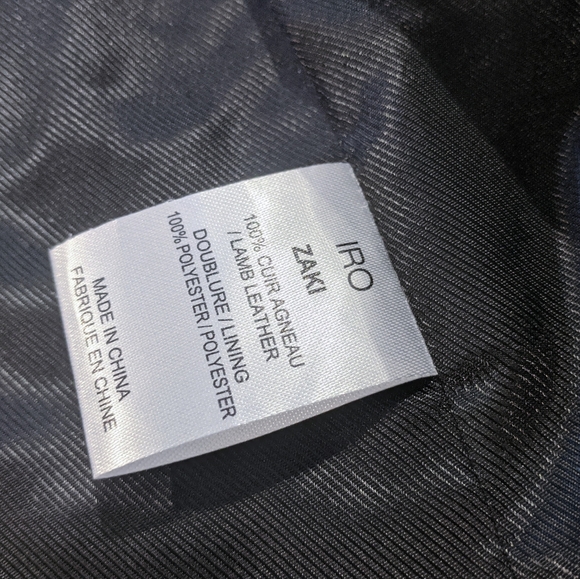 IRO
ZAKI
100% CUIR AGNEAU
/ LAMB LEATHER
DOUBLURE / LINING
100% POLYESTER / POLYESTER
MADE IN CHINA
FABRIQUE EN CHINE